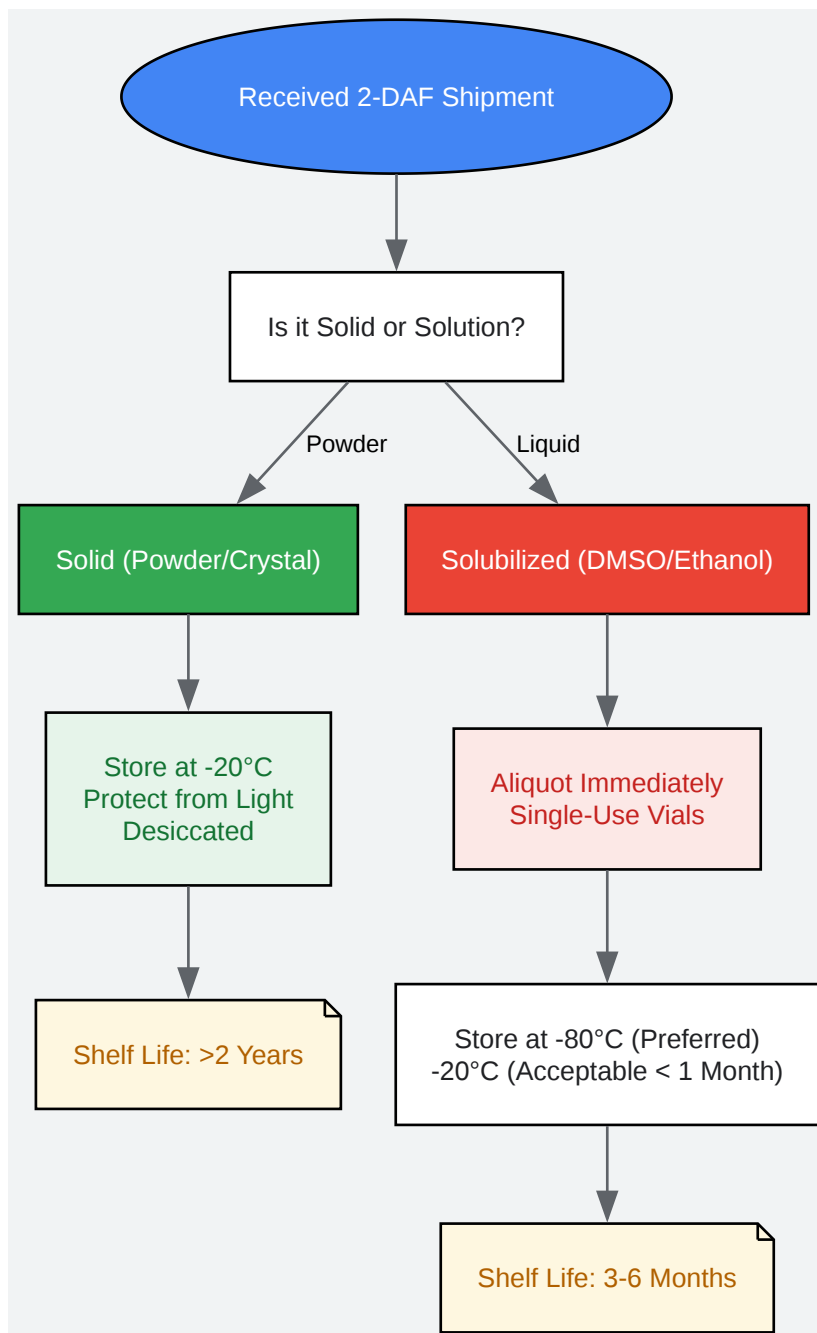 Received 2-DAF Shipment
Is it Solid or Solution?
Powder
Liquid
Solid (Powder/Crystal)
Solubilized (DMSO/Ethanol)
Store at -20°C
Protect from Light
Desiccated
Aliquot Immediately
Single-Use Vials
Shelf Life: >2 Years
Store at -80°C (Preferred)
-20°C (Acceptable < 1 Month)
Shelf Life: 3-6 Months